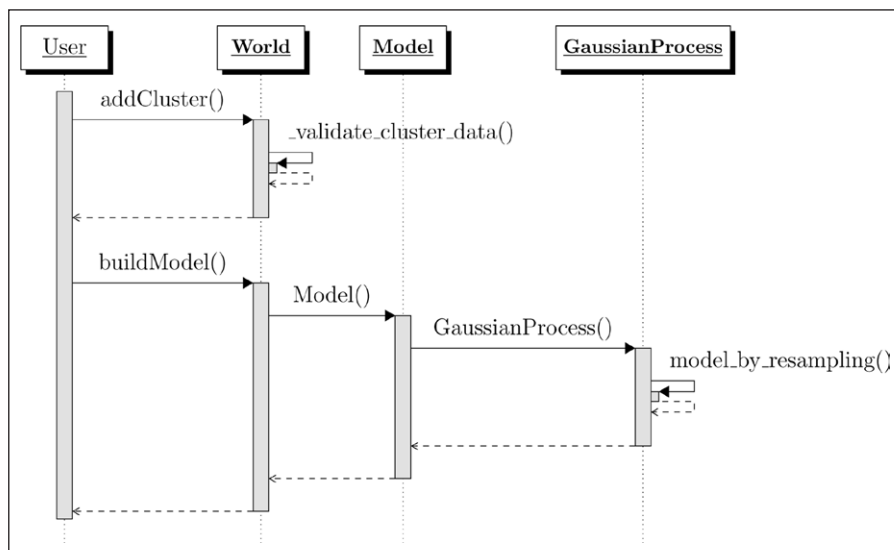 User
World
Model
GaussianProcess
addCluster()
_validate_cluster_data()
buildModel()
Model()
GaussianProcess()
model_by_resampling()